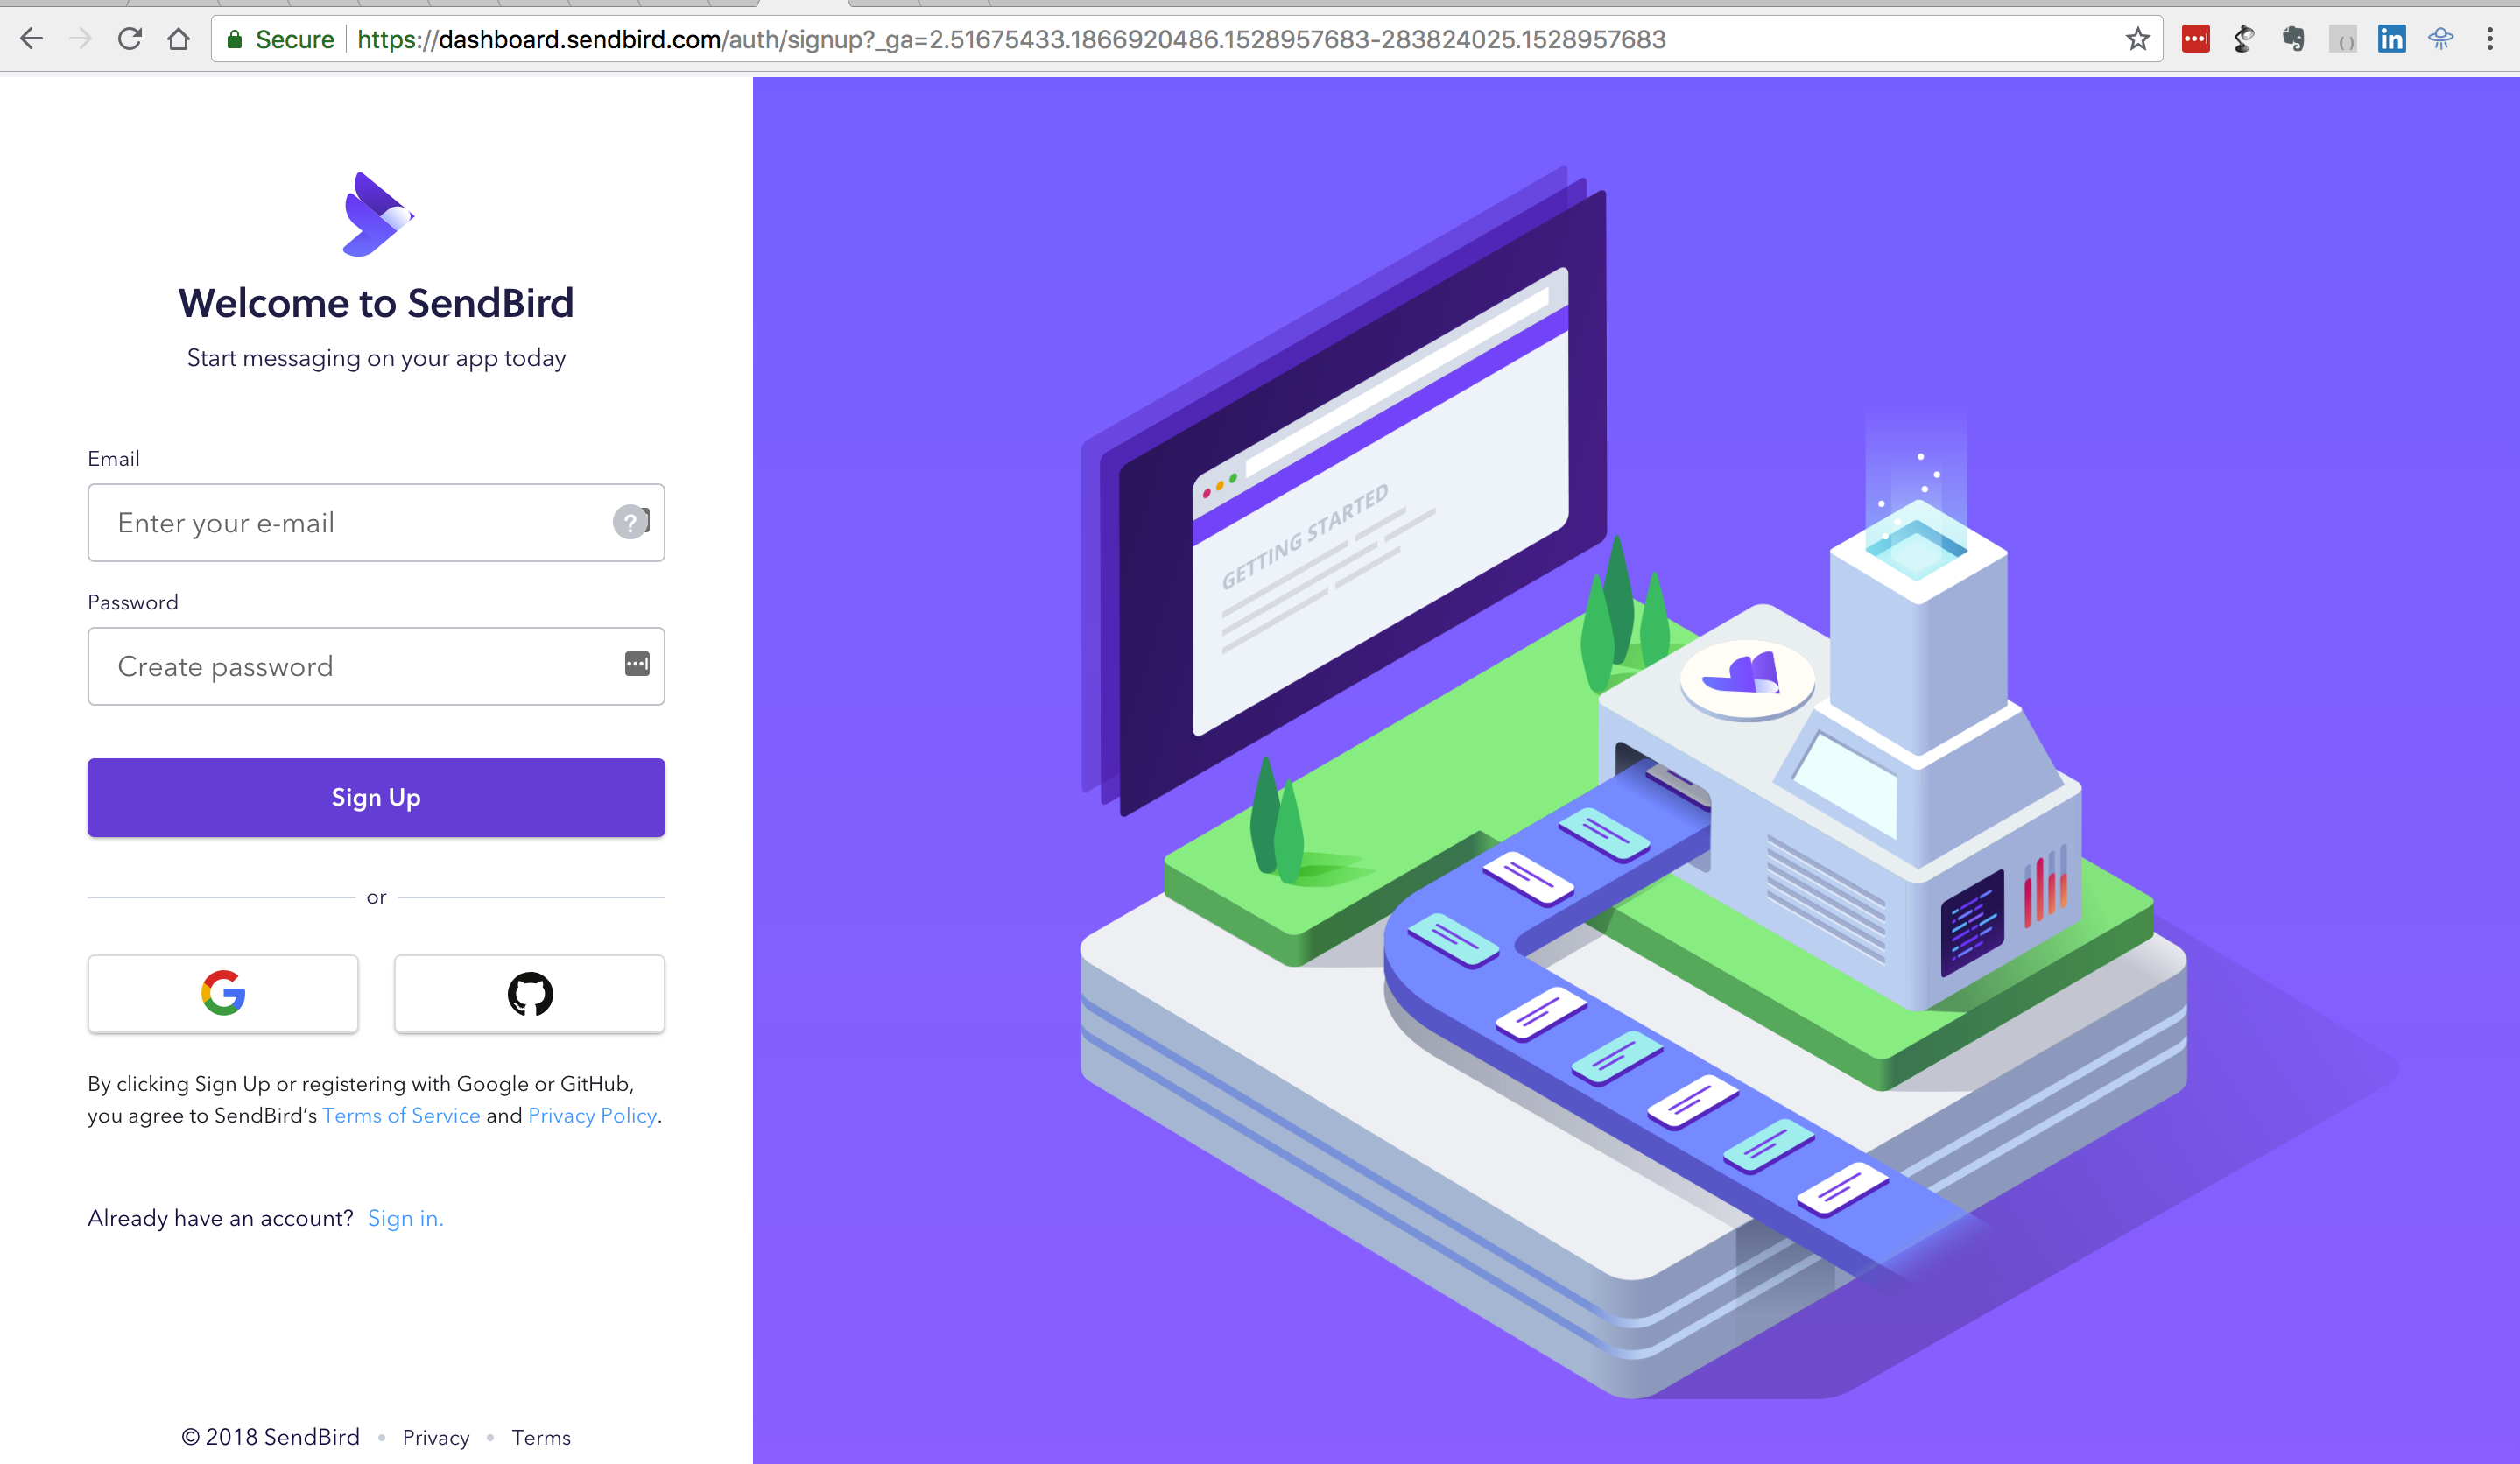 Secure https://dashboard.sendbird.com/auth/signup?_ga=2.51675433.1866920486.1528957683-283824025.1528957683
Welcome to SendBird
Start messaging on your app today
Email
Enter your e-mail
?
Password
Create password
Sign Up
or
By clicking Sign Up or registering with Google or GitHub,
you agree to SendBird’s Terms of Service and Privacy Policy.
Already have an account? Sign in.
© 2018 SendBird • Privacy • Terms
GETTING STARTED